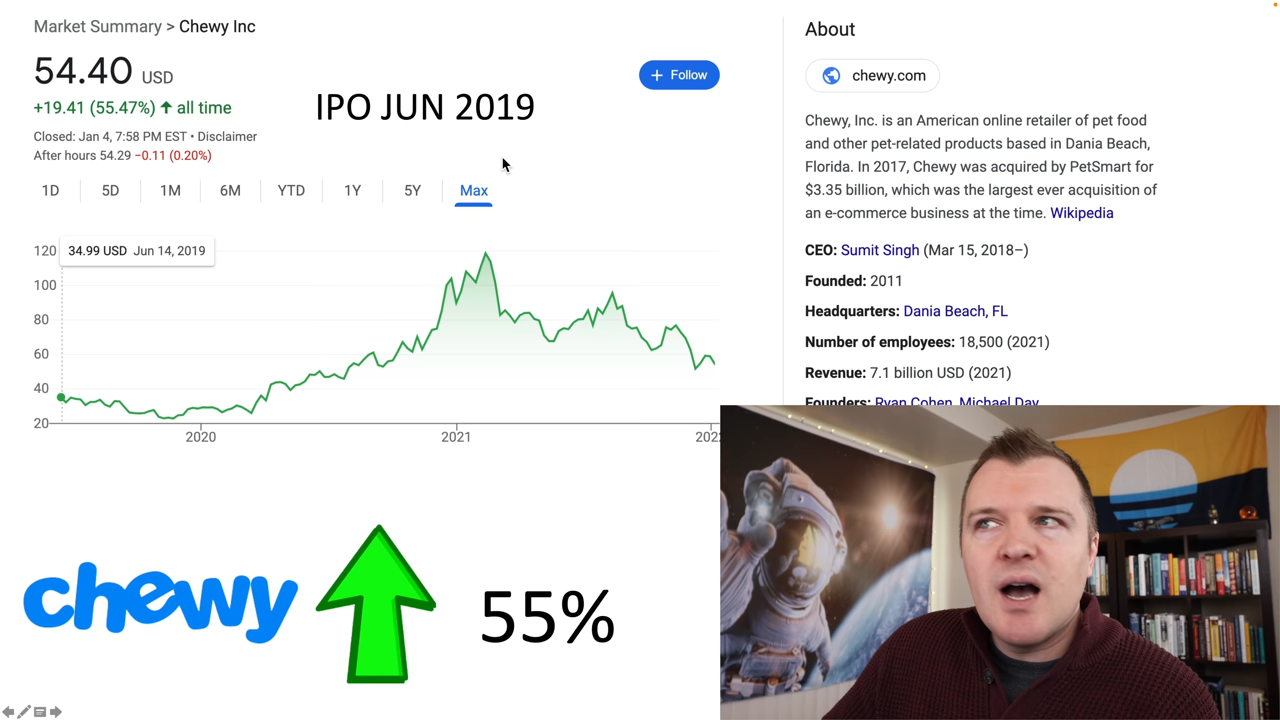 Market Summary > Chewy Inc
54.40 USD
+ Follow
+19.41 (55.47%) ↑ all time
IPO JUN 2019
Closed: Jan 4, 7:58 PM EST • Disclaimer
After hours 54.29 −0.11 (0.20%)
1D 5D 1M 6M YTD 1Y 5Y Max
34.99 USD Jun 14, 2019
120
100
80
60
40
20
2020 2021 2022
chewy
55%
About
chewy.com
Chewy, Inc. is an American online retailer of pet food
and other pet-related products based in Dania Beach,
Florida. In 2017, Chewy was acquired by PetSmart for
$3.35 billion, which was the largest ever acquisition of
an e-commerce business at the time. Wikipedia
CEO: Sumit Singh (Mar 15, 2018–)
Founded: 2011
Headquarters: Dania Beach, FL
Number of employees: 18,500 (2021)
Revenue: 7.1 billion USD (2021)
Founders: Ryan Cohen, Michael Day